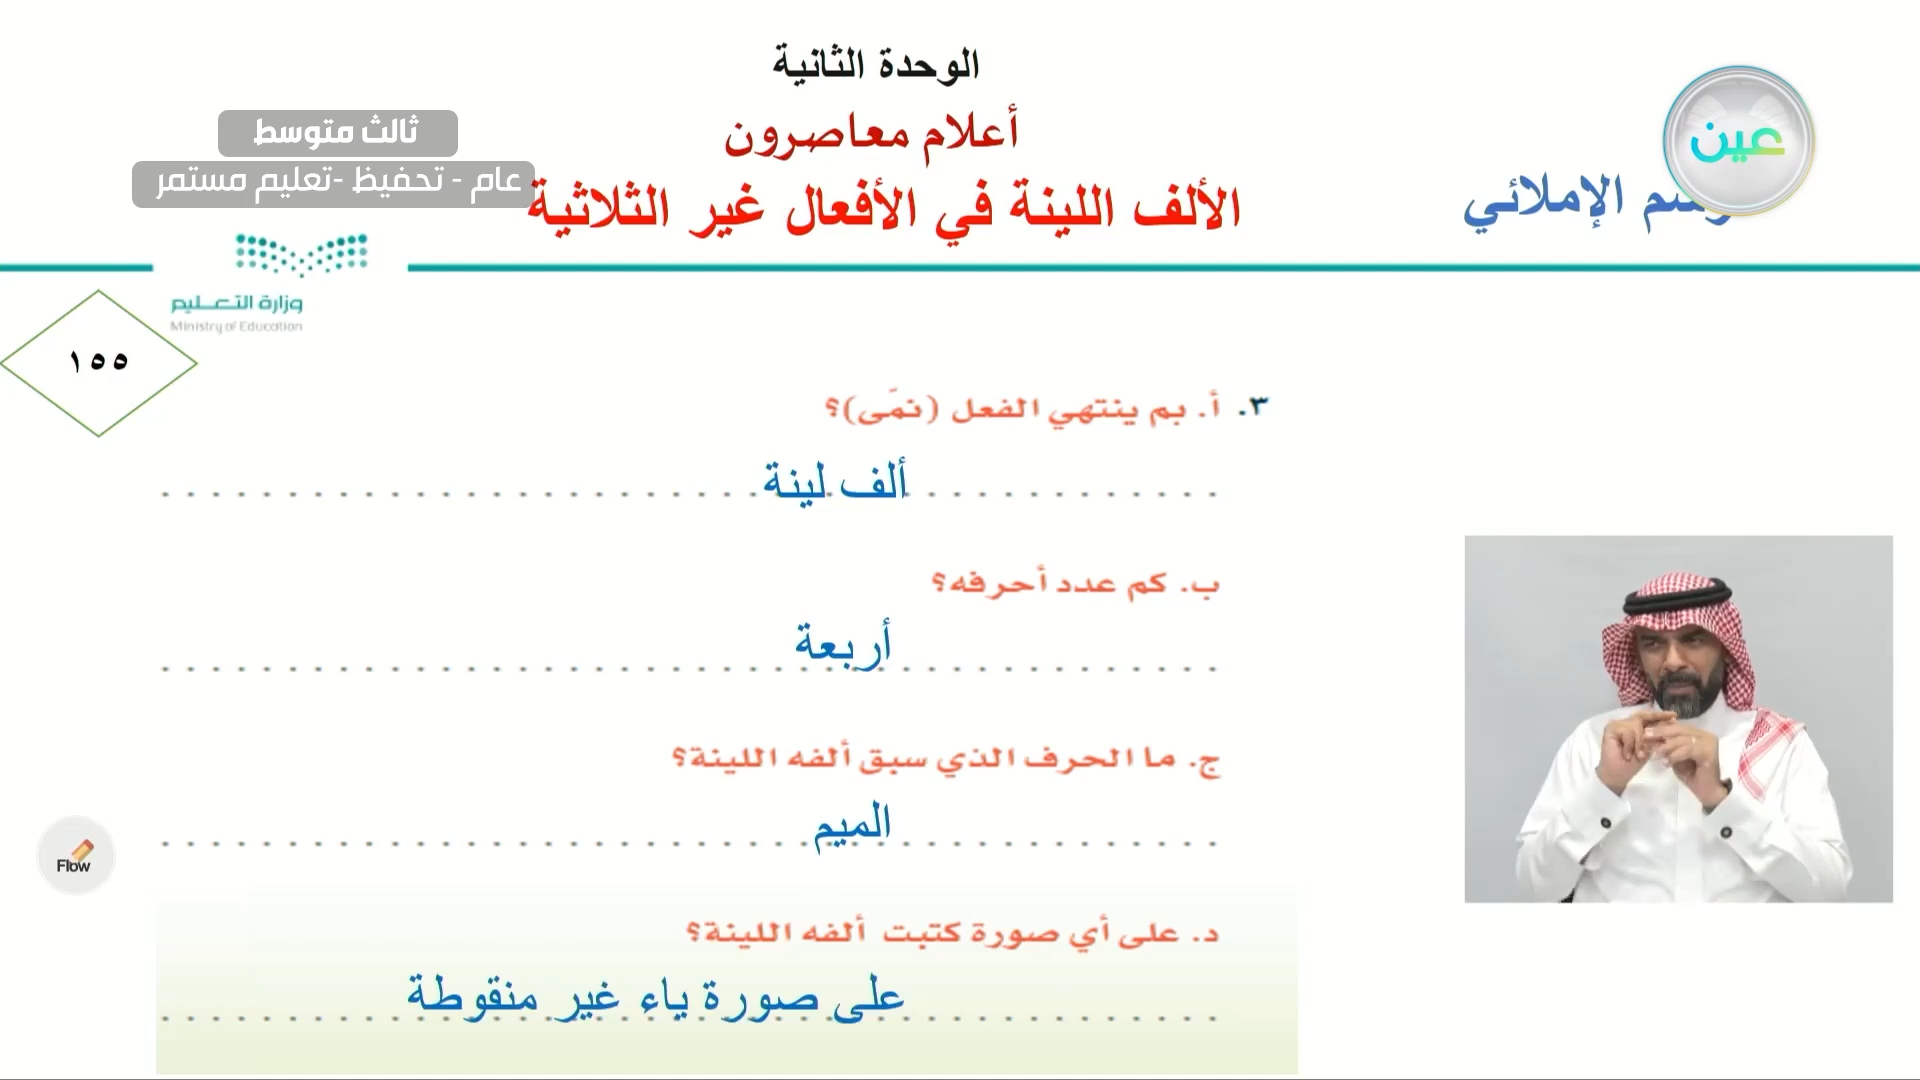 الوحدة الثانية
أعلام معاصرون
الألف اللينة في الأفعال غير الثلاثية
عين
الإملائي
ثالث متوسط
عام - تحفيظ -تعليم مستمر
وزارة التعليم
Ministry of Education
١٥٥
٣. أ. بم ينتهي الفعل (نمّى)؟
ألف لينة
ب. كم عدد أحرفه؟
أربعة
ج. ما الحرف الذي سبق ألفه اللينة؟
الميم
د. على أي صورة كتبت ألفه اللينة؟
على صورة ياء غير منقوطة
Flow